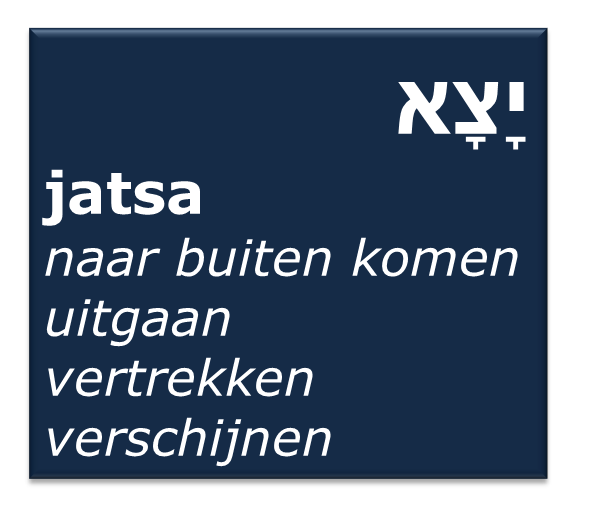 יָצָא
jatsa
naar buiten komen
uitgaan
vertrekken
verschijnen